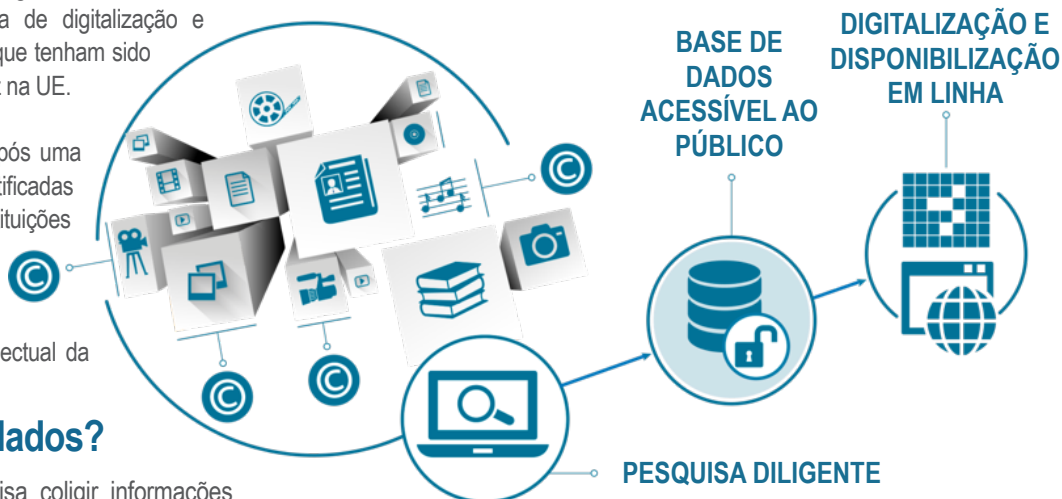 a de digitalização e
que tenham sido
na UE.
pós uma
tificadas
tituições
ectual da
dados?
isa coligir informações
BASE DE
DADOS
ACESSÍVEL AO
PÚBLICO
DIGITALIZAÇÃO E
DISPONIBILIZAÇÃO
EM LINHA
©
©
©
©
PESQUISA DILIGENTE